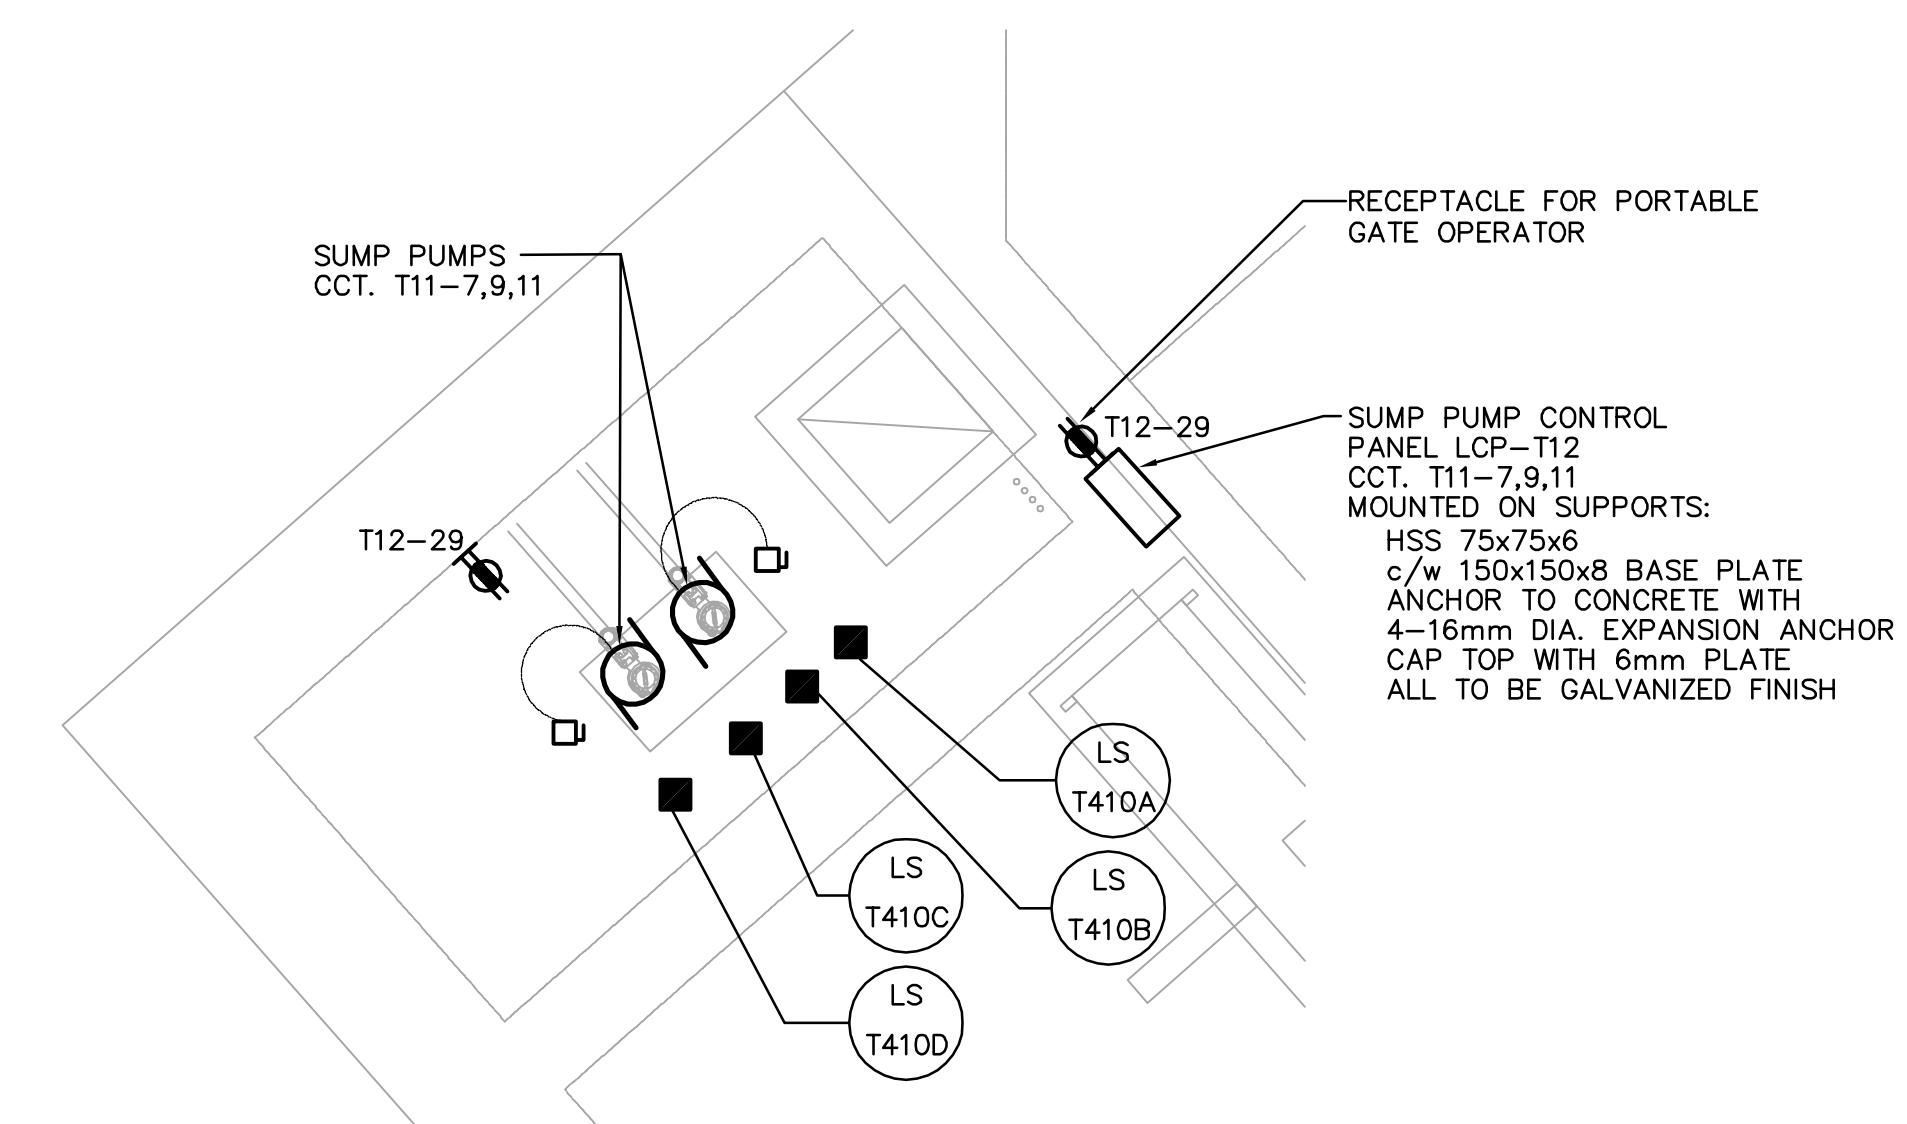 RECEPTACLE FOR PORTABLE
GATE OPERATOR
SUMP PUMPS
CCT. T11-7,9,11
T12-29
SUMP PUMP CONTROL
PANEL LCP-T12
CCT. T11-7,9,11
MOUNTED ON SUPPORTS:
HSS 75x75x6
c/w 150x150x8 BASE PLATE
ANCHOR TO CONCRETE WITH
4-16mm DIA. EXPANSION ANCHOR
CAP TOP WITH 6mm PLATE
ALL TO BE GALVANIZED FINISH
T12-29
LS
T410A
LS
T410B
LS
T410C
LS
T410D